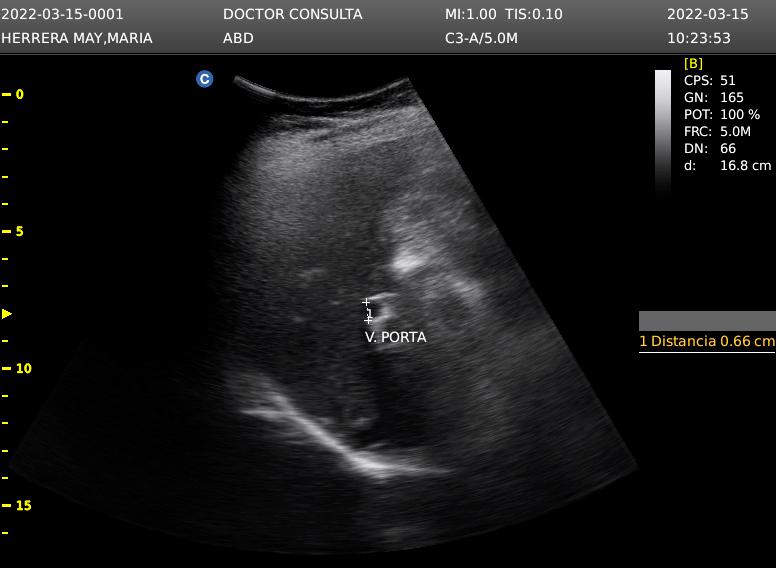 2022-03-15-0001 DOCTOR CONSULTA MI:1.00 TIS:0.10 2022-03-15
HERRERA MAY,MARIA ABD C3-A/5.0M 10:23:53
C
[B]
CPS: 51
GN: 165
POT: 100 %
FRC: 5.0M
DN: 66
d: 16.8 cm
0
5
10
15
1
V. PORTA
1 Distancia 0.66 cm